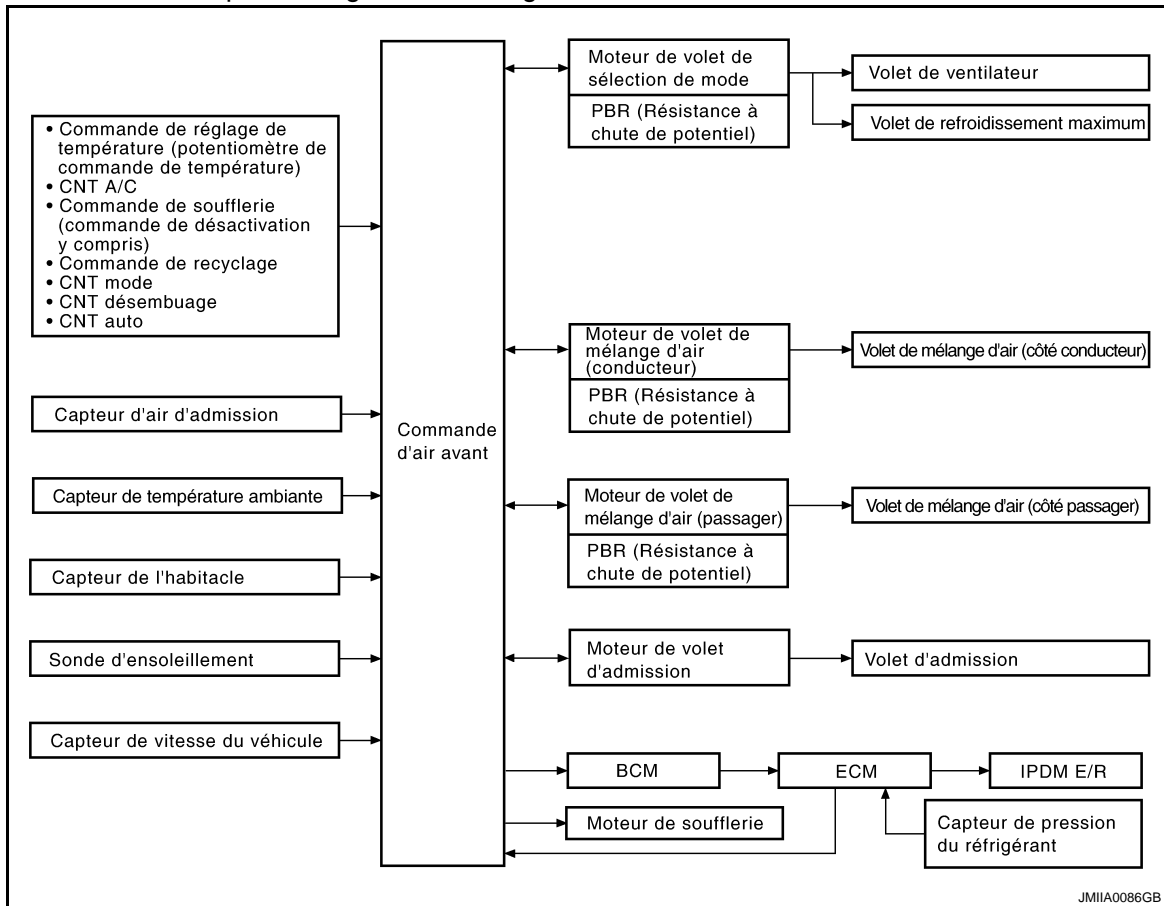 • Commande de réglage de
température (potentiomètre de
commande de température)
• CNT A/C
• Commande de soufflerie
(commande de désactivation
y compris)
• Commande de recyclage
• CNT mode
• CNT désembuage
• CNT auto
Capteur d'air d'admission
Capteur de température ambiante
Capteur de l'habitacle
Sonde d'ensoleillement
Capteur de vitesse du véhicule
Commande
d'air avant
Moteur de volet de
sélection de mode
PBR (Résistance à
chute de potentiel)
Volet de ventilateur
Volet de refroidissement maximum
Moteur de volet de
mélange d'air
(conducteur)
PBR (Résistance à
chute de potentiel)
Volet de mélange d'air (côté conducteur)
Moteur de volet de
mélange d'air (passager)
PBR (Résistance à
chute de potentiel)
Volet de mélange d'air (côté passager)
Moteur de volet
d'admission
Volet d'admission
BCM
ECM
IPDM E/R
Moteur de soufflerie
Capteur de pression
du réfrigérant
JMIIA0086GB